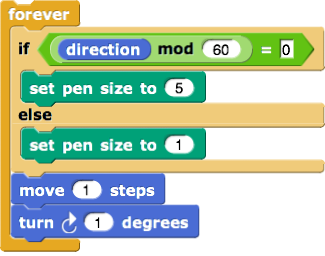 forever
if direction mod 60 = 0
set pen size to 5
else
set pen size to 1
move 1 steps
turn 1 degrees